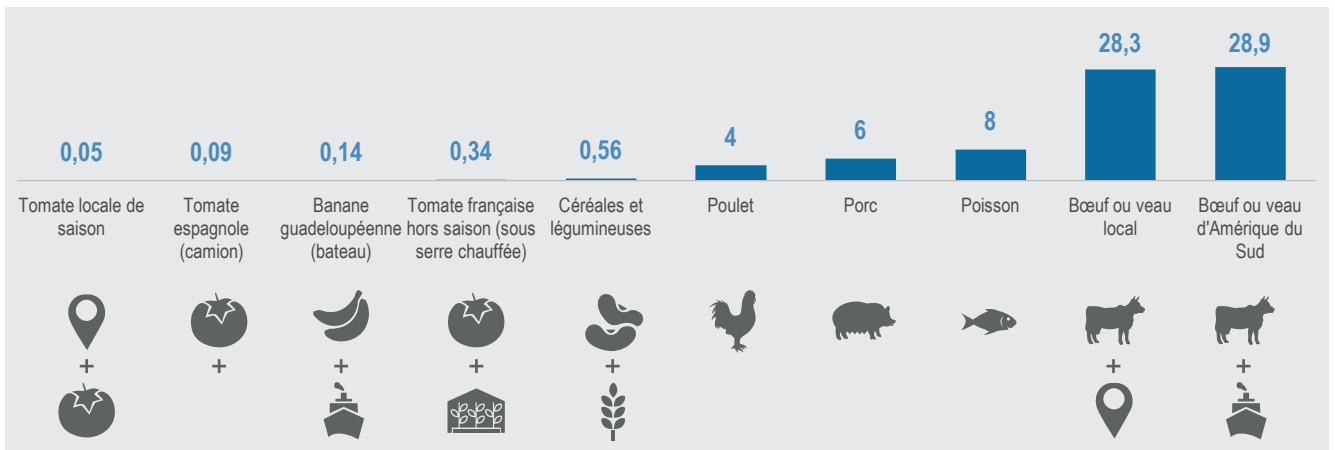 0,05
0,09
0,14
0,34
0,56
4
6
8
28,3
28,9
Tomate locale de
saison
Tomate
espagnole
(camion)
Banane
guadeloupéenne
(bateau)
Tomate française
hors saison (sous
serre chauffée)
Céréales et
légumineuses
Poulet
Porc
Poisson
Bœuf ou veau
local
Bœuf ou veau
d'Amérique du
Sud
+
+
+
+
+
+
+